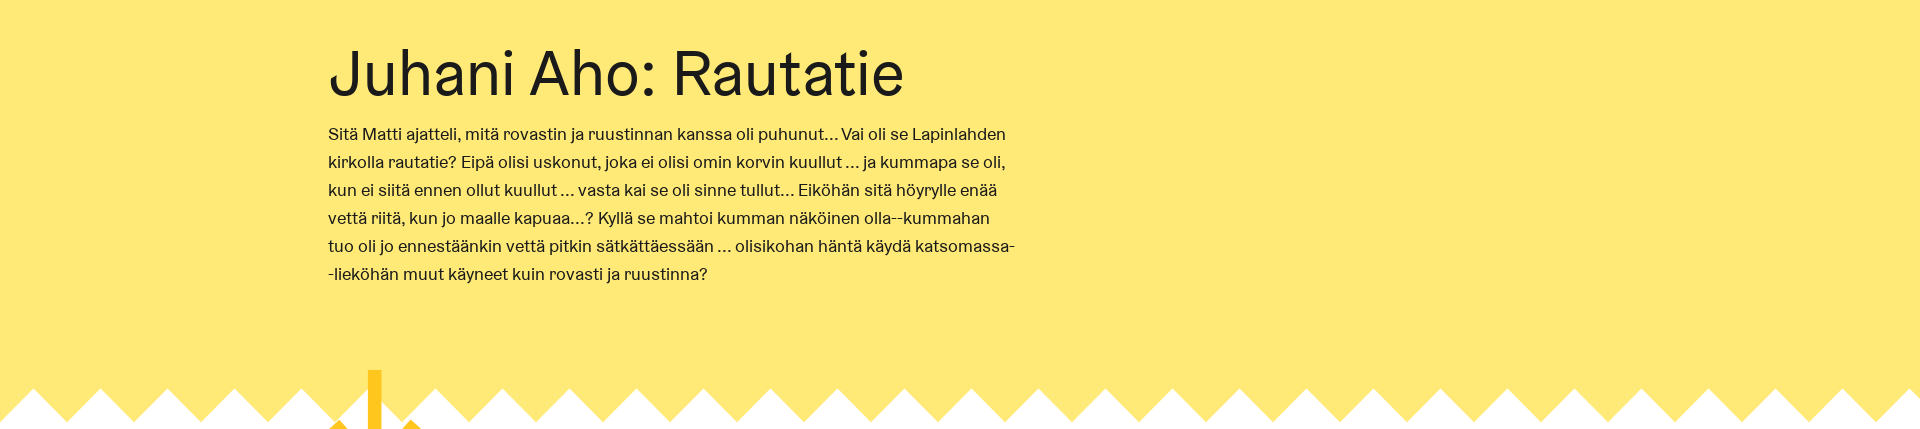 Juhani Aho: Rautatie
Sitä Matti ajatteli, mitä rovastin ja ruustinnan kanssa oli puhunut... Vai oli se Lapinlahden
kirkolla rautatie? Eipä olisi uskonut, joka ei olisi omin korvin kuullut ... ja kummapa se oli,
kun ei siitä ennen ollut kuullut ... vasta kai se oli sinne tullut... Eiköhän sitä höyrylle enää
vettä riitä, kun jo maalle kapuaa...? Kyllä se mahtoi kumman näköinen olla--kummahan
tuo oli jo ennestäänkin vettä pitkin sätkättäessään ... olisikohan häntä käydä katsomassa-
-lieköhän muut käyneet kuin rovasti ja ruustinna?